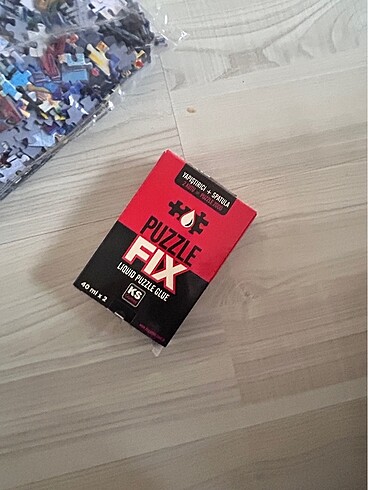 YAPIŞTIRICI + SPATULA
PUZZLE
FIX
LIQUID PUZZLE GLUE
KS
40 ml x 2